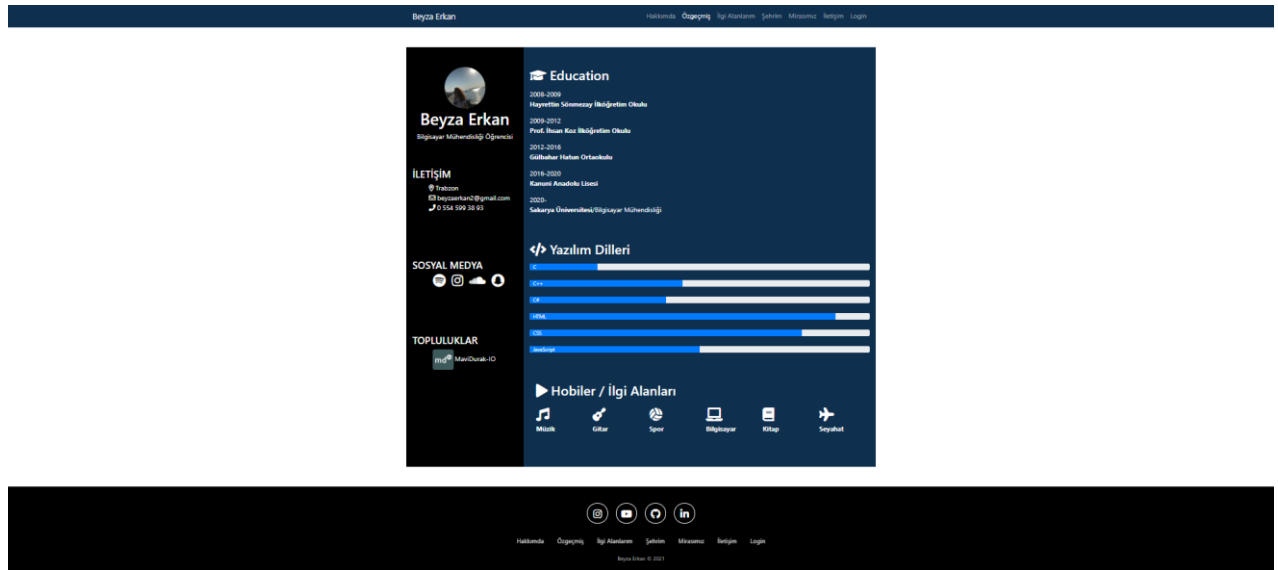 Beyza Erkan
Hakkımda Özgeçmiş İlgi Alanlarım Şehrim Mirasımız İletişim Login
Beyza Erkan
Bilgisayar Mühendisliği Öğrencisi
İLETİŞİM
Trabzon
beyzaerkan2@gmail.com
0 554 599 38 93
SOSYAL MEDYA
TOPLULUKLAR
md
MaviDurak-IO
Education
2008-2009
Hayrettin Sönmezay İlköğretim Okulu
2009-2012
Prof. İhsan Koz İlköğretim Okulu
2012-2016
Gülbahar Hatun Ortaokulu
2016-2020
Kanuni Anadolu Lisesi
2020-
Sakarya Üniversitesi/Bilgisayar Mühendisliği
Yazılım Dilleri
C
C++
C#
HTML
CSS
JavaScript
Hobiler / İlgi Alanları
Müzik Gitar Spor Bilgisayar Kitap Seyahat
Hakkımda Özgeçmiş İlgi Alanlarım Şehrim Mirasımız İletişim Login
Beyza Erkan © 2021